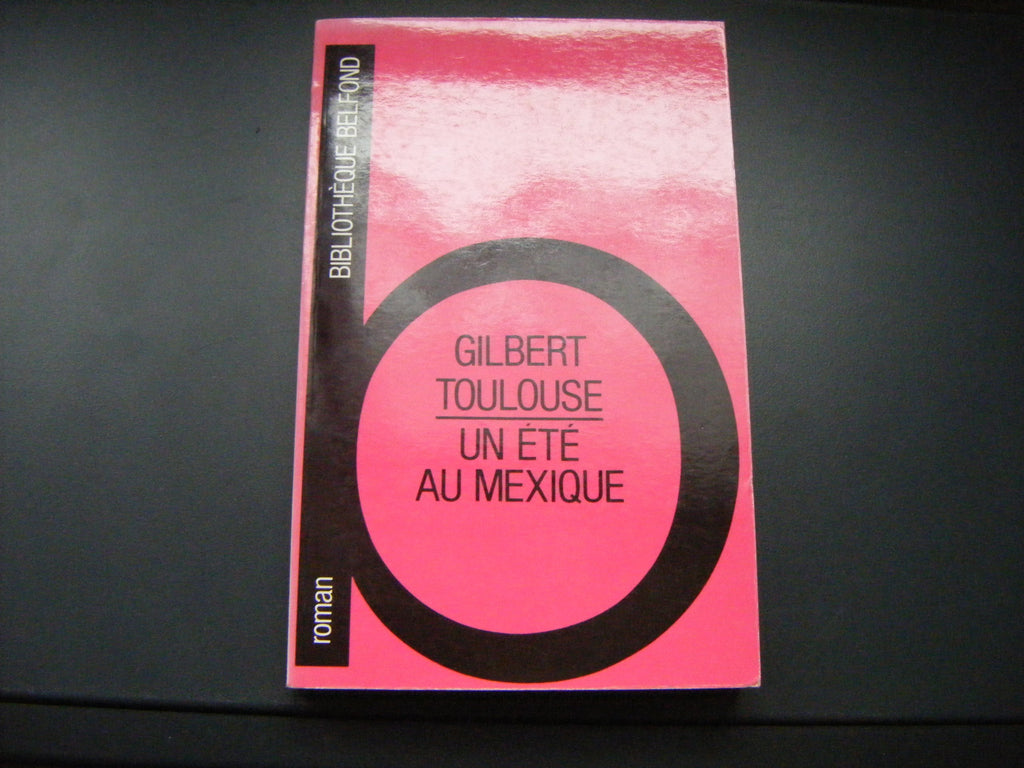 BIBLIOTHÈQUE BELFOND
GILBERT
TOULOUSE
UN ÉTÉ
AU MEXIQUE
roman